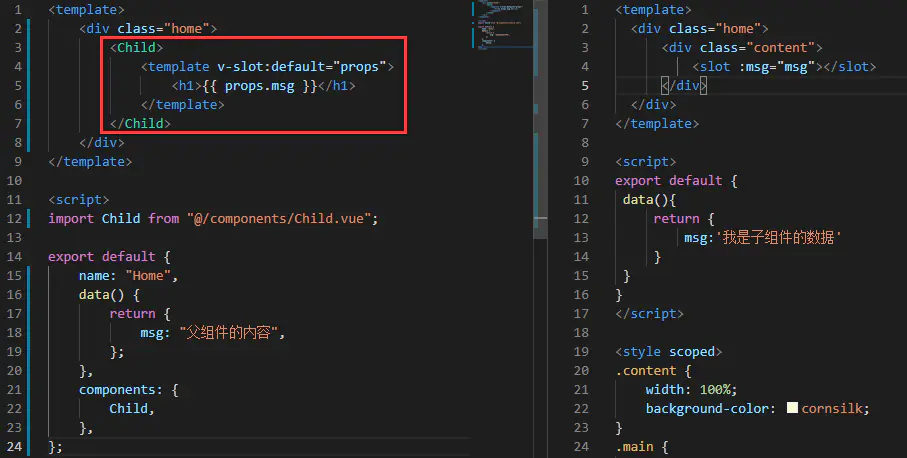 1 <template>
2 <div class="home">
3 <Child>
4 <template v-slot:default="props">
5 <h1>{{ props.msg }}</h1>
6 </template>
7 </Child>
8 </div>
9 </template>
10
11 <script>
12 import Child from "@/components/Child.vue";
13
14 export default {
15 name: "Home",
16 data() {
17 return {
18 msg: "父组件的内容",
19 };
20 },
21 components: {
22 Child,
23 },
24 };
1 <template>
2 <div class="home">
3 <div class="content">
4 <slot :msg="msg"></slot>
5 </div>
6 </div>
7 </template>
8
9
10 <script>
11 export default {
12 data(){
13 return {
14 msg:'我是子组件的数据'
15 }
16 }
17 }
18 </script>
19
20 <style scoped>
21 .content {
22 width: 100%;
23 background-color: cornsilk;
24 }